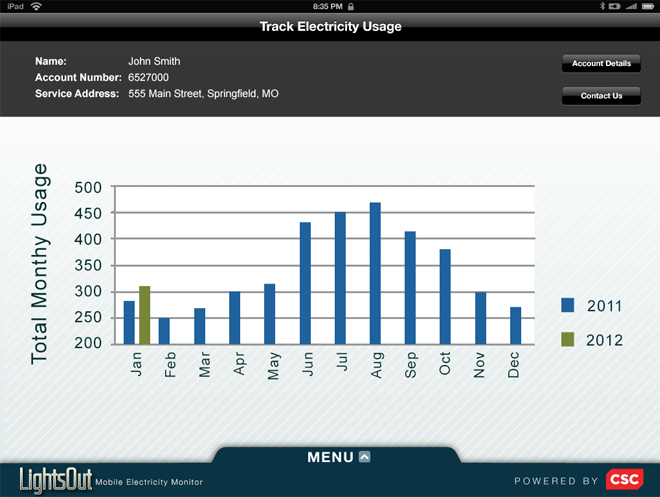 iPad 8:35 PM
Track Electricity Usage
Name: John Smith
Account Number: 6527000
Service Address: 555 Main Street, Springfield, MO
Account Details
Contact Us
Total Monthy Usage
500
450
400
350
300
250
200
Jan Feb Mar Apr May Jun Jul Aug Sep Oct Nov Dec
2011
2012
MENU
LightsOut Mobile Electricity Monitor
POWERED BY CSC